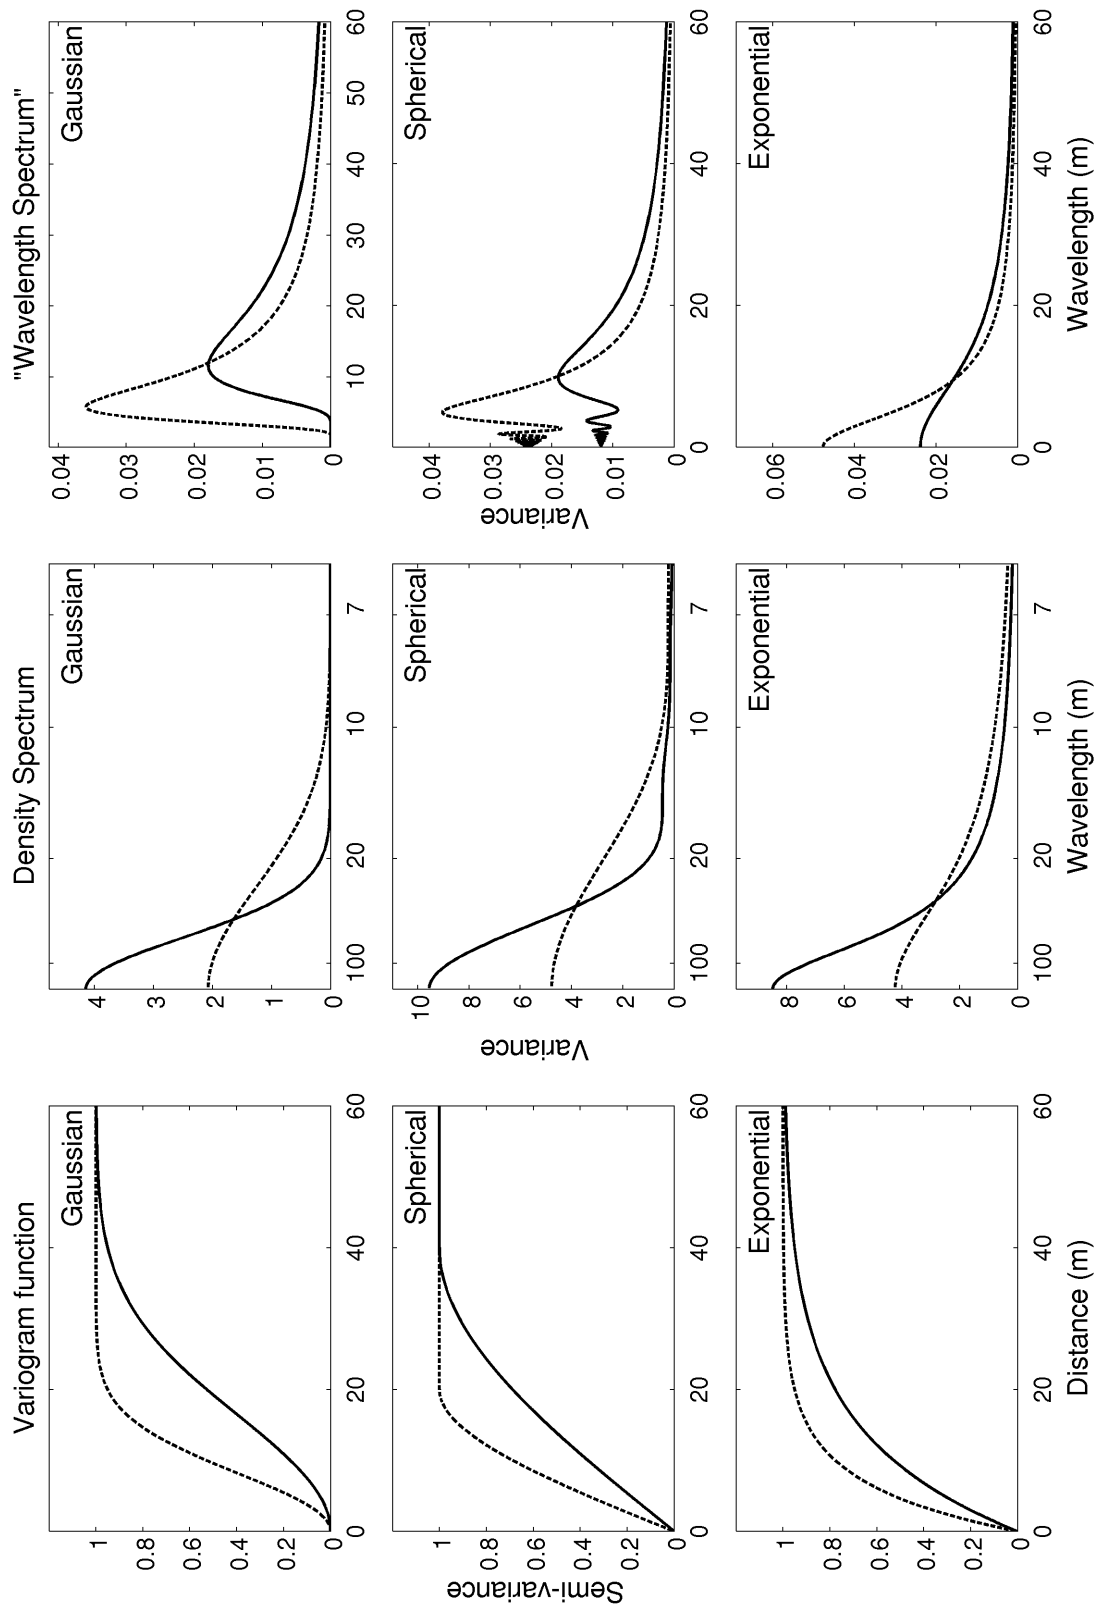 Variogram function
Density Spectrum
"Wavelength Spectrum"
Gaussian
1
0.8
0.6
0.4
0.2
0
0 20 40 60
Gaussian
4
3
2
1
0
100 20 10 7
Gaussian
0.04
0.03
0.02
0.01
0
10 20 30 40 50 60
Semi-variance
Spherical
1
0.8
0.6
0.4
0.2
0
0 20 40 60
Variance
Spherical
10
8
6
4
2
0
100 20 10 7
Variance
Spherical
0.04
0.03
0.02
0.01
0
0 20 40 60
Exponential
1
0.8
0.6
0.4
0.2
0
0 20 40 60
Distance (m)
Exponential
8
6
4
2
0
100 20 10 7
Wavelength (m)
Exponential
0.06
0.04
0.02
0
0 20 40 60
Wavelength (m)